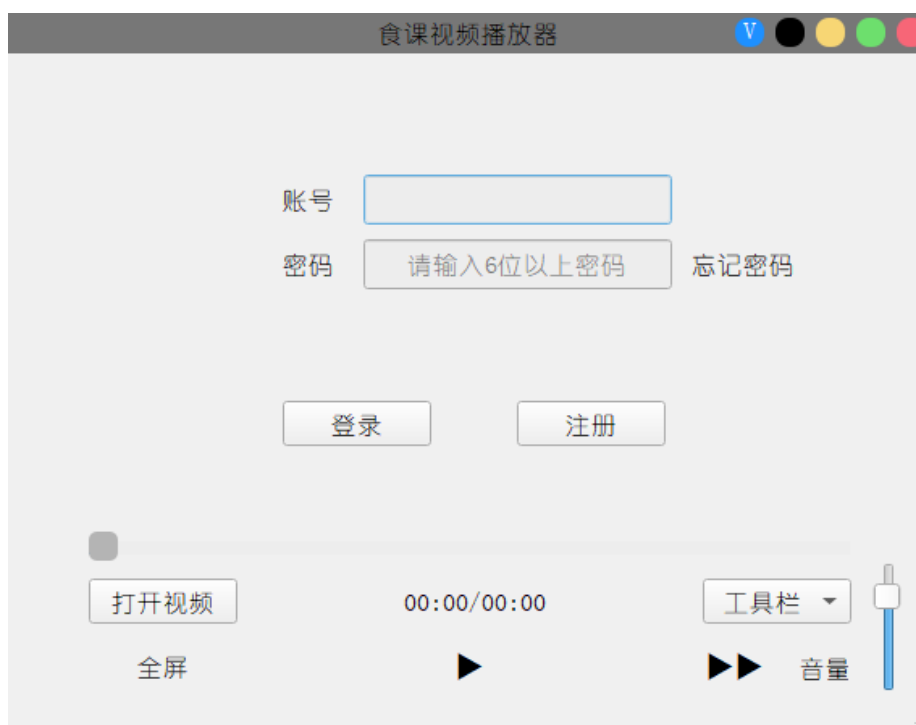 食课视频播放器 V
账号
密码 请输入6位以上密码 忘记密码
登录 注册
打开视频 00:00/00:00 工具栏
全屏 音量